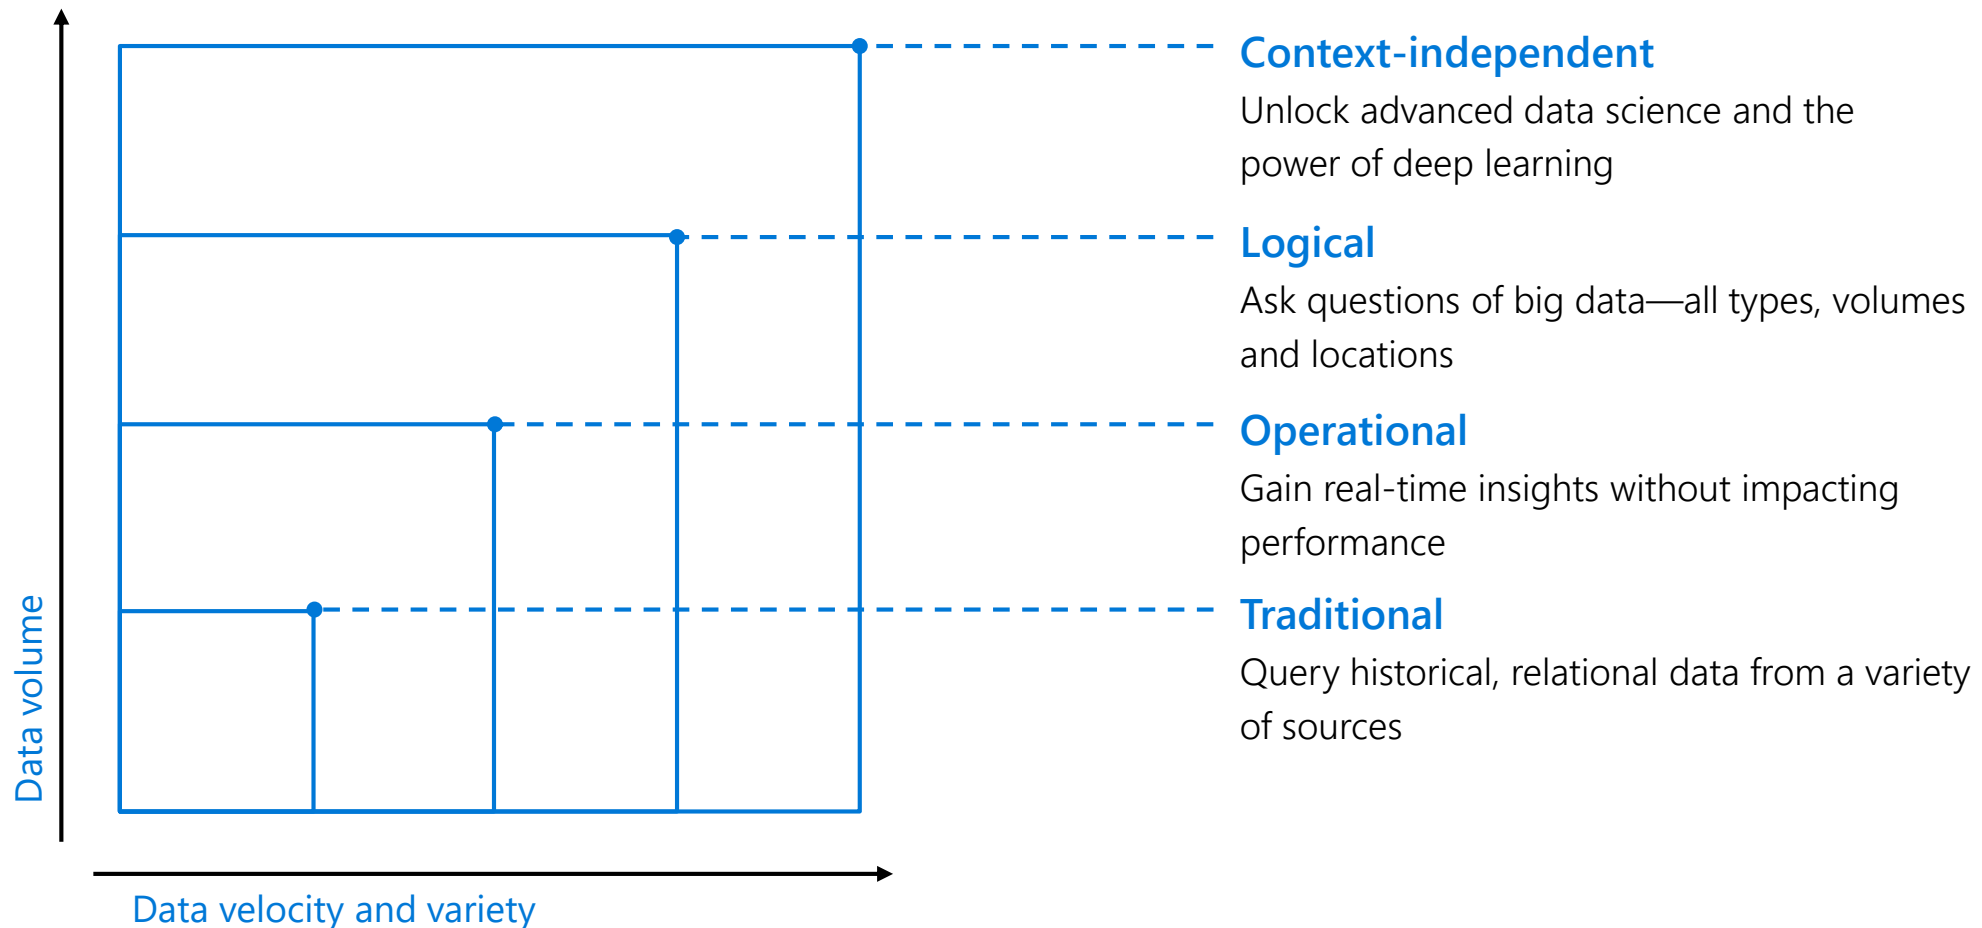 Context-independent
Unlock advanced data science and the
power of deep learning
Logical
Ask questions of big data—all types, volumes
and locations
Operational
Gain real-time insights without impacting
performance
Traditional
Query historical, relational data from a variety
of sources
Data volume
Data velocity and variety